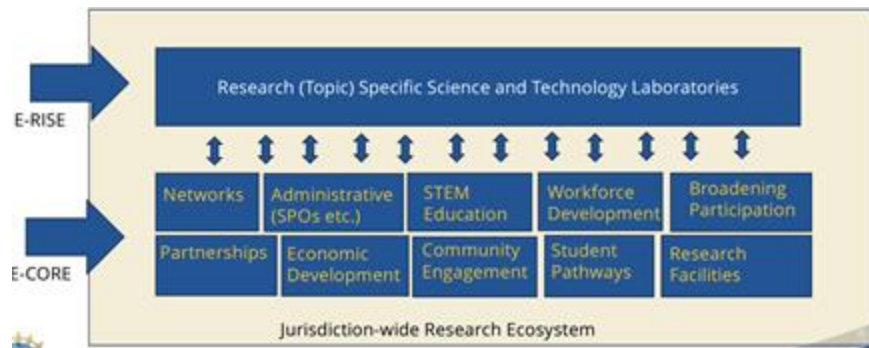 Research (Topic) Specific Science and Technology Laboratories
E-RISE
Networks
Administrative
(SPOs etc.)
STEM
Education
Workforce
Development
Broadening
Participation
E-CORE
Partnerships
Economic
Development
Community
Engagement
Student
Pathways
Research
Facilities
Jurisdiction-wide Research Ecosystem